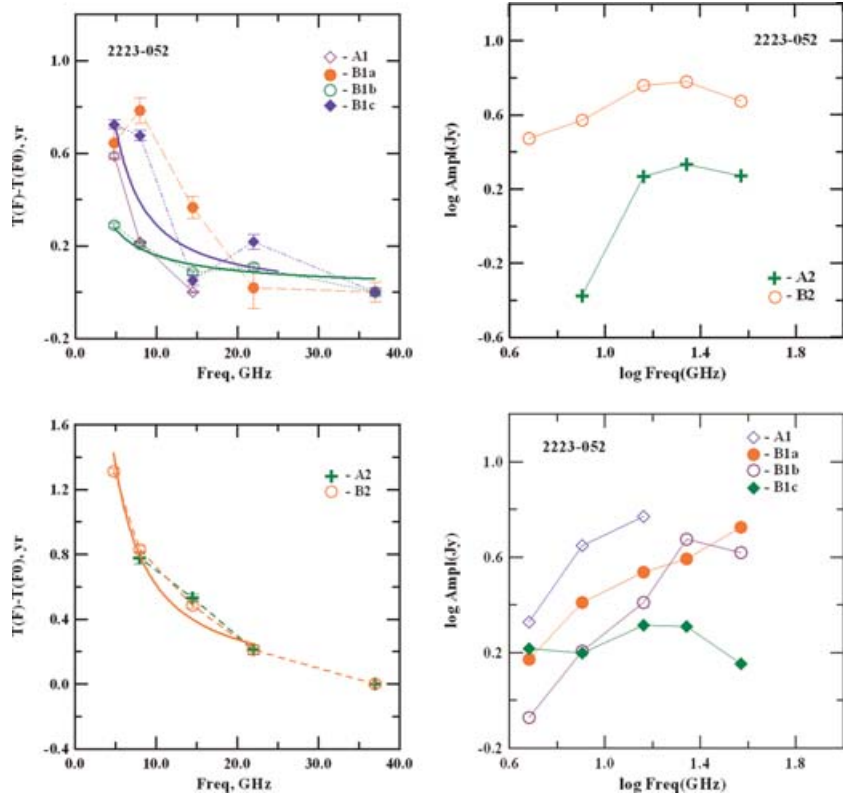 2223-052
- A1
- B1a
- B1b
- B1c
1.0
0.6
0.2
-0.2
T(F)-T(F0), yr
0.0 10.0 20.0 30.0 40.0
Freq, GHz
2223-052
1.0
0.6
0.2
-0.2
-0.6
log Ampl(Jy)
- A2
- B2
0.6 1.0 1.4 1.8
log Freq(GHz)
1.6
1.2
0.8
0.4
0.0
-0.4
T(F)-T(F0), yr
- A2
- B2
0.0 10.0 20.0 30.0 40.0
Freq, GHz
2223-052
- A1
- B1a
- B1b
- B1c
1.0
0.6
0.2
-0.2
log Ampl(Jy)
0.6 1.0 1.4 1.8
log Freq(GHz)